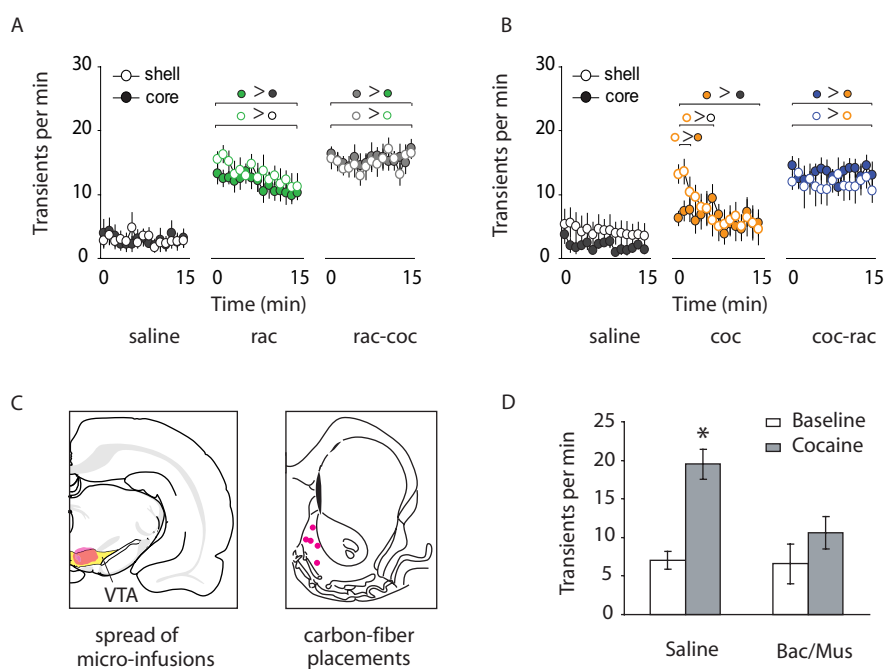 A
30
20
10
0
Transients per min
shell
core
>
>
>
>
0 15
0 15
0 15
Time (min)
saline rac rac-coc
B
30
20
10
0
Transients per min
shell
core
>
>
>
>
>
0 15
0 15
0 15
Time (min)
saline coc coc-rac
C
VTA
spread of
micro-infusions
carbon-fiber
placements
D
25
20
15
10
5
0
Transients per min
Baseline
Cocaine
*
Saline Bac/Mus